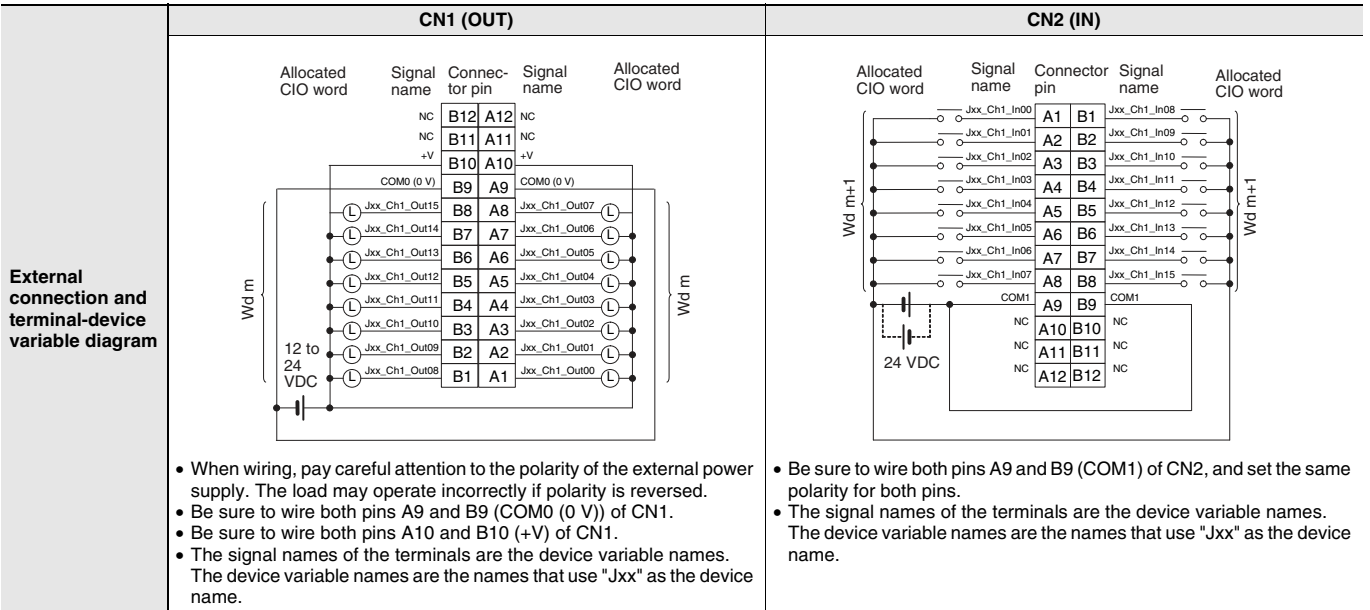 CN1 (OUT)
CN2 (IN)
External
connection and
terminal-device
variable diagram
Allocated
CIO word
Signal
name
Connec-
tor pin
Signal
name
Allocated
CIO word
NC B12 A12 NC
NC B11 A11 NC
+V B10 A10 +V
COM0 (0 V) B9 A9 COM0 (0 V)
L Jxx_Ch1_Out15 B8 A8 Jxx_Ch1_Out07 L
L Jxx_Ch1_Out14 B7 A7 Jxx_Ch1_Out06 L
L Jxx_Ch1_Out13 B6 A6 Jxx_Ch1_Out05 L
L Jxx_Ch1_Out12 B5 A5 Jxx_Ch1_Out04 L
L Jxx_Ch1_Out11 B4 A4 Jxx_Ch1_Out03 L
L Jxx_Ch1_Out10 B3 A3 Jxx_Ch1_Out02 L
L Jxx_Ch1_Out09 B2 A2 Jxx_Ch1_Out01 L
L Jxx_Ch1_Out08 B1 A1 Jxx_Ch1_Out00 L
Wd m
Wd m
12 to
24
VDC
• When wiring, pay careful attention to the polarity of the external power
supply. The load may operate incorrectly if polarity is reversed.
• Be sure to wire both pins A9 and B9 (COM0 (0 V)) of CN1.
• Be sure to wire both pins A10 and B10 (+V) of CN1.
• The signal names of the terminals are the device variable names.
The device variable names are the names that use "Jxx" as the device
name.
Allocated
CIO word
Signal
name
Connector
pin
Signal
name
Allocated
CIO word
Jxx_Ch1_In00 A1 B1 Jxx_Ch1_In08
Jxx_Ch1_In01 A2 B2 Jxx_Ch1_In09
Jxx_Ch1_In02 A3 B3 Jxx_Ch1_In10
Jxx_Ch1_In03 A4 B4 Jxx_Ch1_In11
Jxx_Ch1_In04 A5 B5 Jxx_Ch1_In12
Jxx_Ch1_In05 A6 B6 Jxx_Ch1_In13
Jxx_Ch1_In06 A7 B7 Jxx_Ch1_In14
Jxx_Ch1_In07 A8 B8 Jxx_Ch1_In15
COM1 A9 B9 COM1
NC A10 B10 NC
NC A11 B11 NC
NC A12 B12 NC
Wd m+1
Wd m+1
24 VDC
• Be sure to wire both pins A9 and B9 (COM1) of CN2, and set the same
polarity for both pins.
• The signal names of the terminals are the device variable names.
The device variable names are the names that use "Jxx" as the device
name.